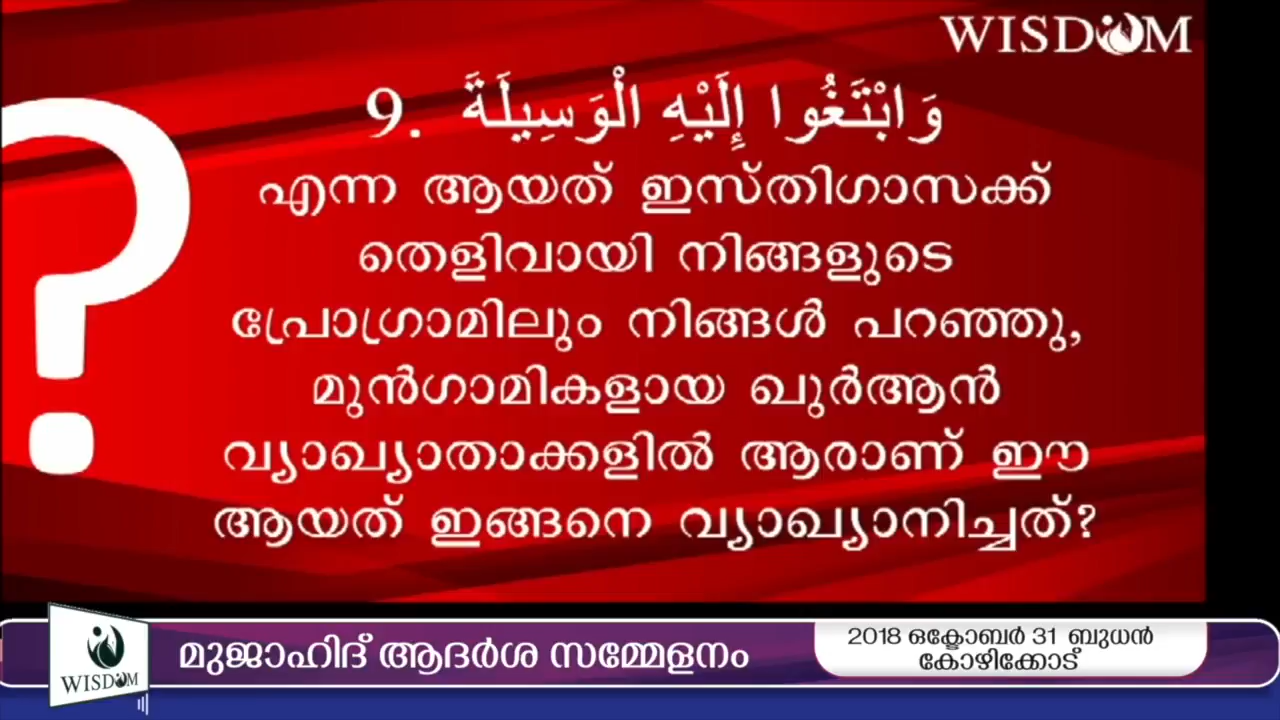 WISDOM
9. وَابْتَغُوا إِلَيْهِ الْوَسِيلَةَ
എന്ന ആയത് ഇസ്തിഗാസക്ക്
തെളിവായി നിങ്ങളുടെ
പ്രോഗ്രാമിലും നിങ്ങൾ പറഞ്ഞു,
മുൻഗാമികളായ ഖുർആൻ
വ്യാഖ്യാതാക്കളിൽ ആരാണ് ഈ
ആയത് ഇങ്ങനെ വ്യാഖ്യാനിച്ചത്?
?
WISDOM
മുജാഹിദ് ആദർശ സമ്മേളനം
2018 ഒക്ടോബർ 31 ബുധൻ
കോഴിക്കോട്